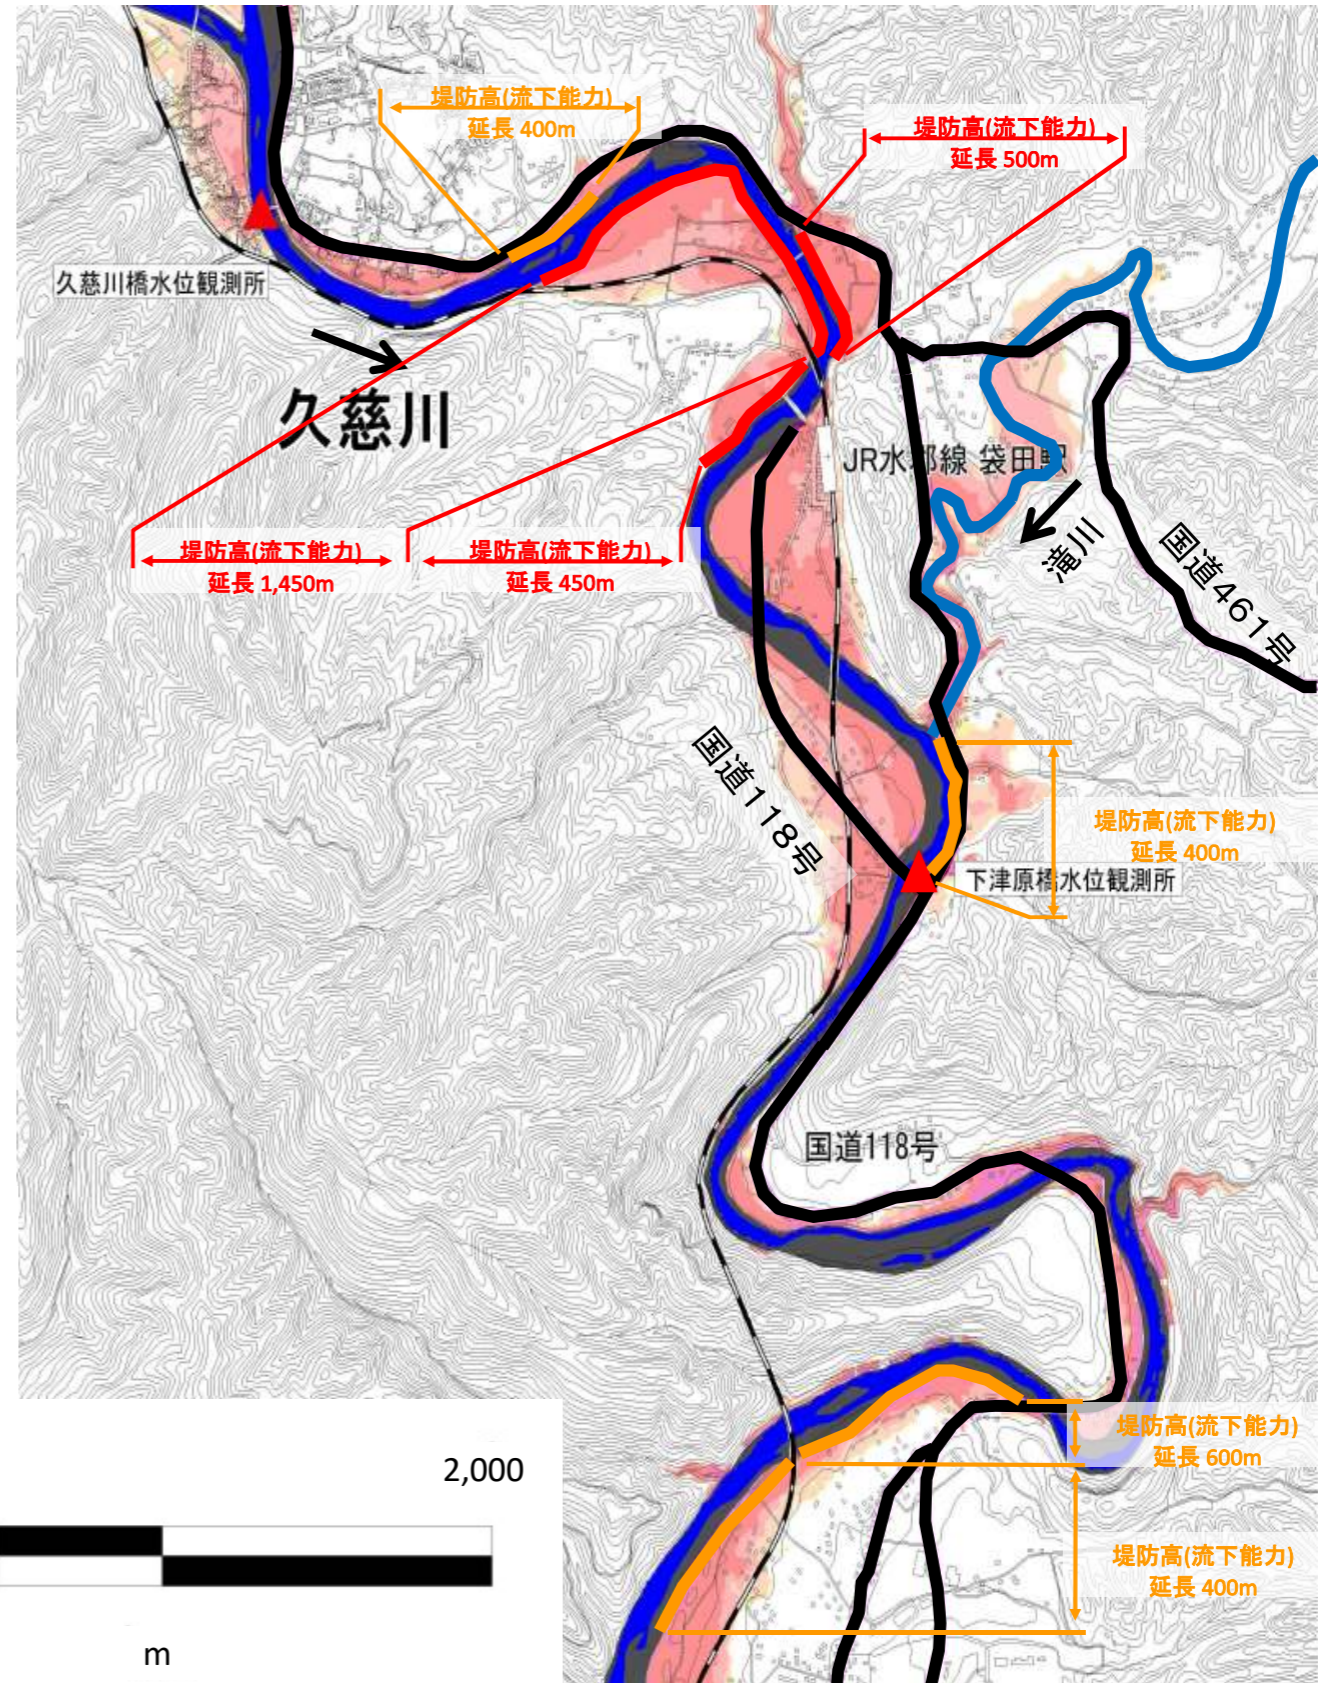 堤防高(流下能力)
延長 400m
堤防高(流下能力)
延長 500m
久慈川橋水位観測所
久慈川
JR水郡線 袋田駅
堤防高(流下能力)
延長 1,450m
堤防高(流下能力)
延長 450m
滝川
国道461号
国道118号
堤防高(流下能力)
延長 400m
下津原橋水位観測所
国道118号
堤防高(流下能力)
延長 600m
2,000
堤防高(流下能力)
延長 400m
m